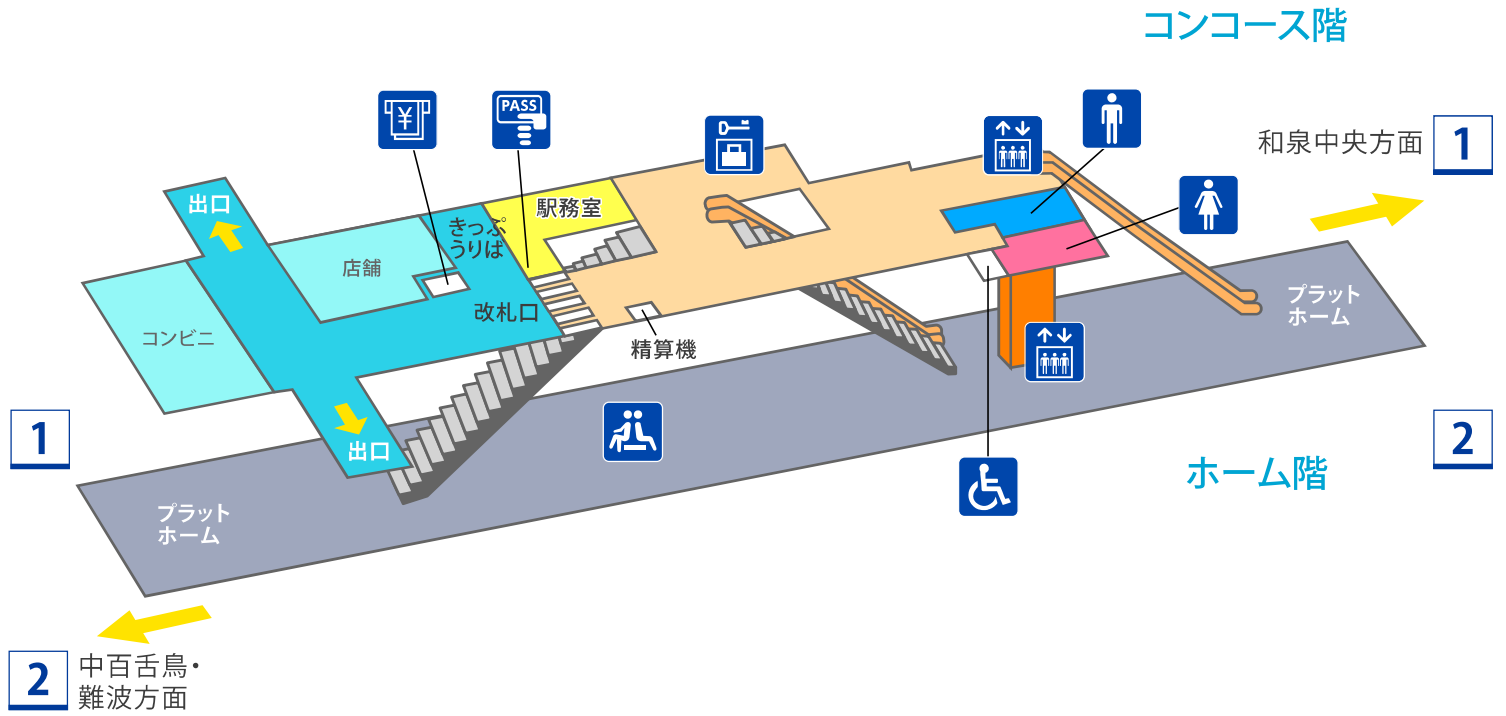 コンコース階
¥
PASS
和泉中央方面
1
出口
きっぷ
うりば
駅務室
店舗
コンビニ
改札口
精算機
プラット
ホーム
1
出口
2
ホーム階
プラット
ホーム
2
中百舌鳥・
難波方面